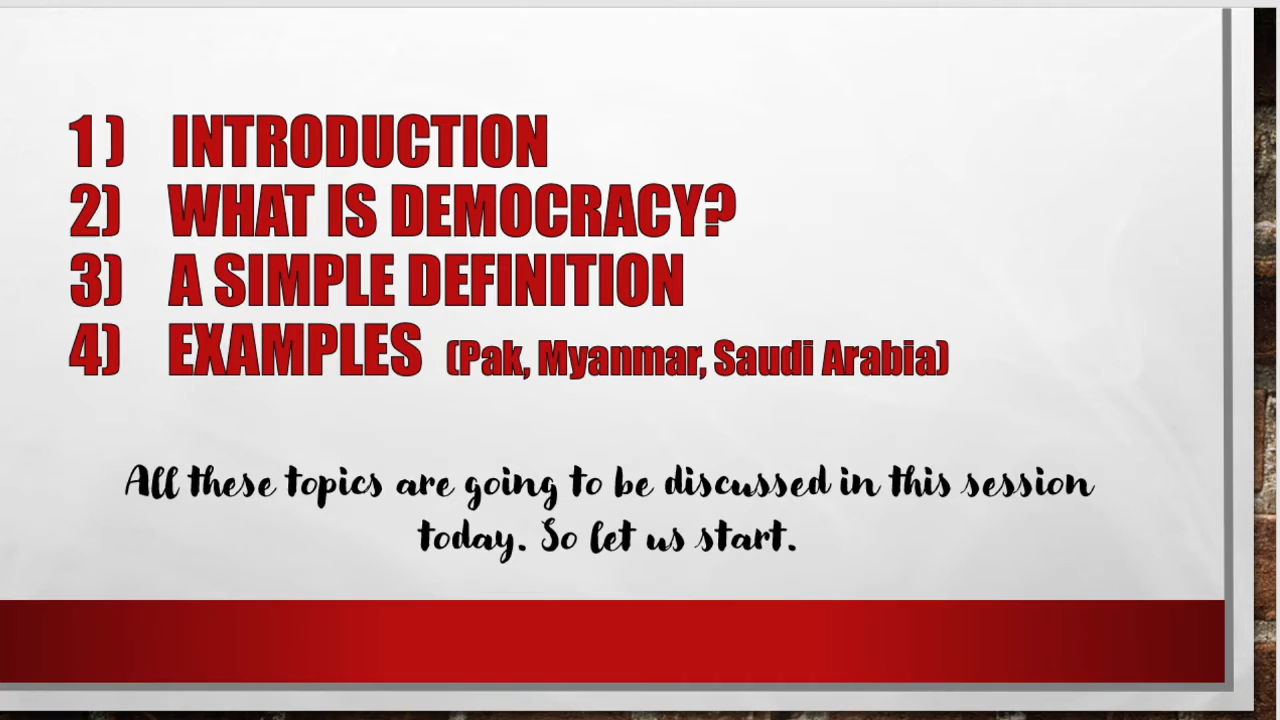 1) INTRODUCTION
2) WHAT IS DEMOCRACY?
3) A SIMPLE DEFINITION
4) EXAMPLES (Pak, Myanmar, Saudi Arabia)
All these topics are going to be discussed in this session
today. So let us start.